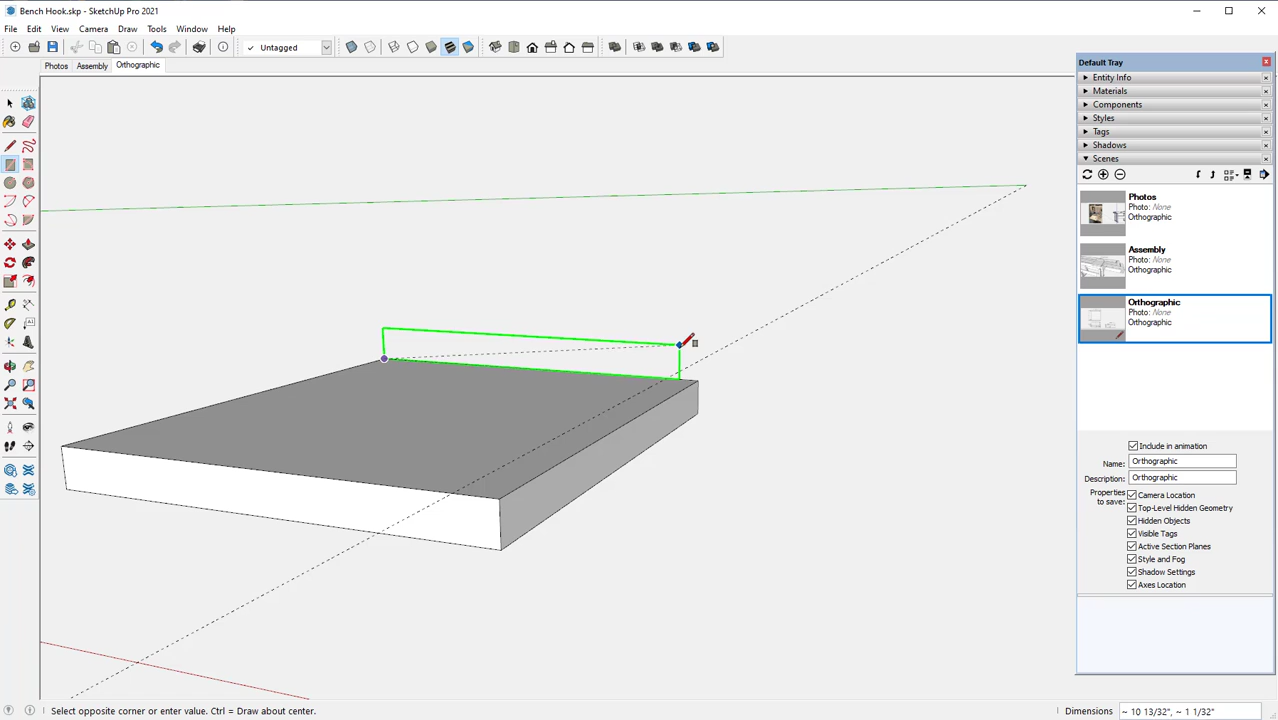 Bench Hook.skp - SketchUp Pro 2021
File Edit View Camera Draw Tools Window Help
Untagged
Photos Assembly Orthographic
Default Tray
Entity Info
Materials
Components
Styles
Tags
Shadows
Scenes
Photos
Photo: None
Orthographic
Assembly
Photo: None
Orthographic
Orthographic
Photo: None
Orthographic
Include in animation
Name: Orthographic
Description: Orthographic
Properties to save:
Camera Location
Top-Level Hidden Geometry
Hidden Objects
Visible Tags
Active Section Planes
Style and Fog
Shadow Settings
Axes Location
Select opposite corner or enter value. Ctrl = Draw about center.
Dimensions ~ 10 13/32", ~ 1 1/32"